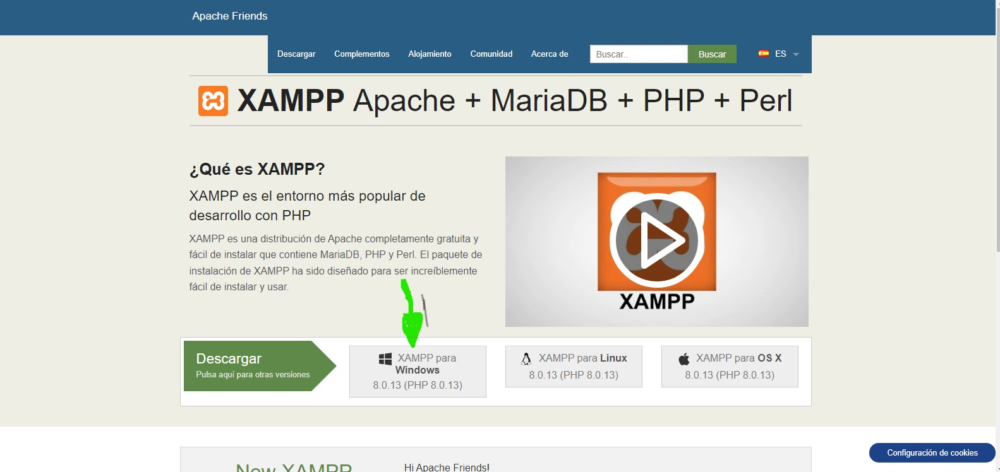 Apache Friends
Descargar Complementos Alojamiento Comunidad Acerca de Buscar.. Buscar ES
XAMPP Apache + MariaDB + PHP + Perl
¿Qué es XAMPP?
XAMPP es el entorno más popular de
desarrollo con PHP
XAMPP es una distribución de Apache completamente gratuita y
fácil de instalar que contiene MariaDB, PHP y Perl. El paquete de
instalación de XAMPP ha sido diseñado para ser increíblemente
fácil de instalar y usar.
XAMPP
Descargar
Pulsa aquí para otras versiones
XAMPP para
Windows
8.0.13 (PHP 8.0.13)
XAMPP para Linux
8.0.13 (PHP 8.0.13)
XAMPP para OS X
8.0.13 (PHP 8.0.13)
Configuración de cookies
New XAMPP
Hi Apache Friends!